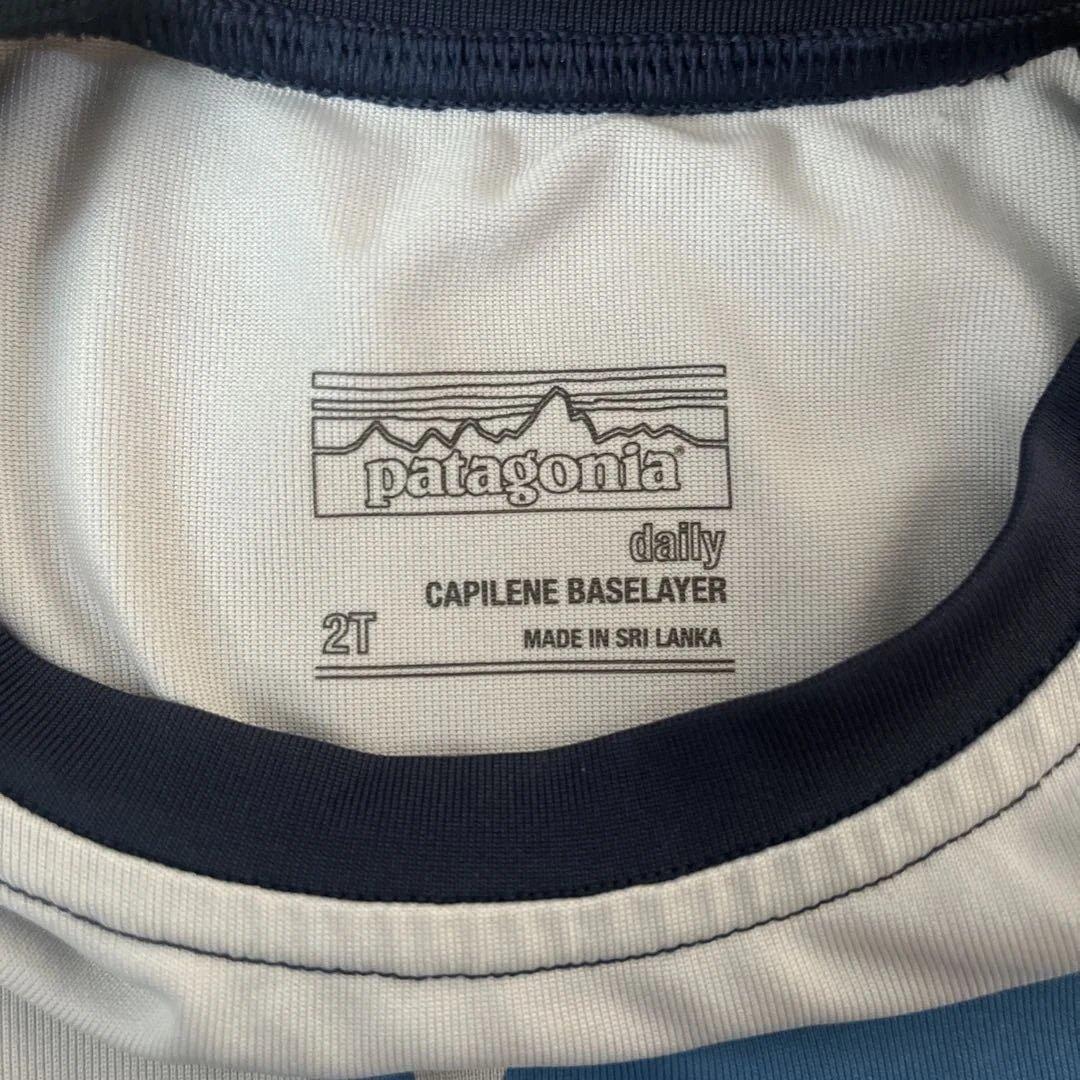 patagonia®
daily
CAPILENE BASELAYER
2T
MADE IN SRI LANKA